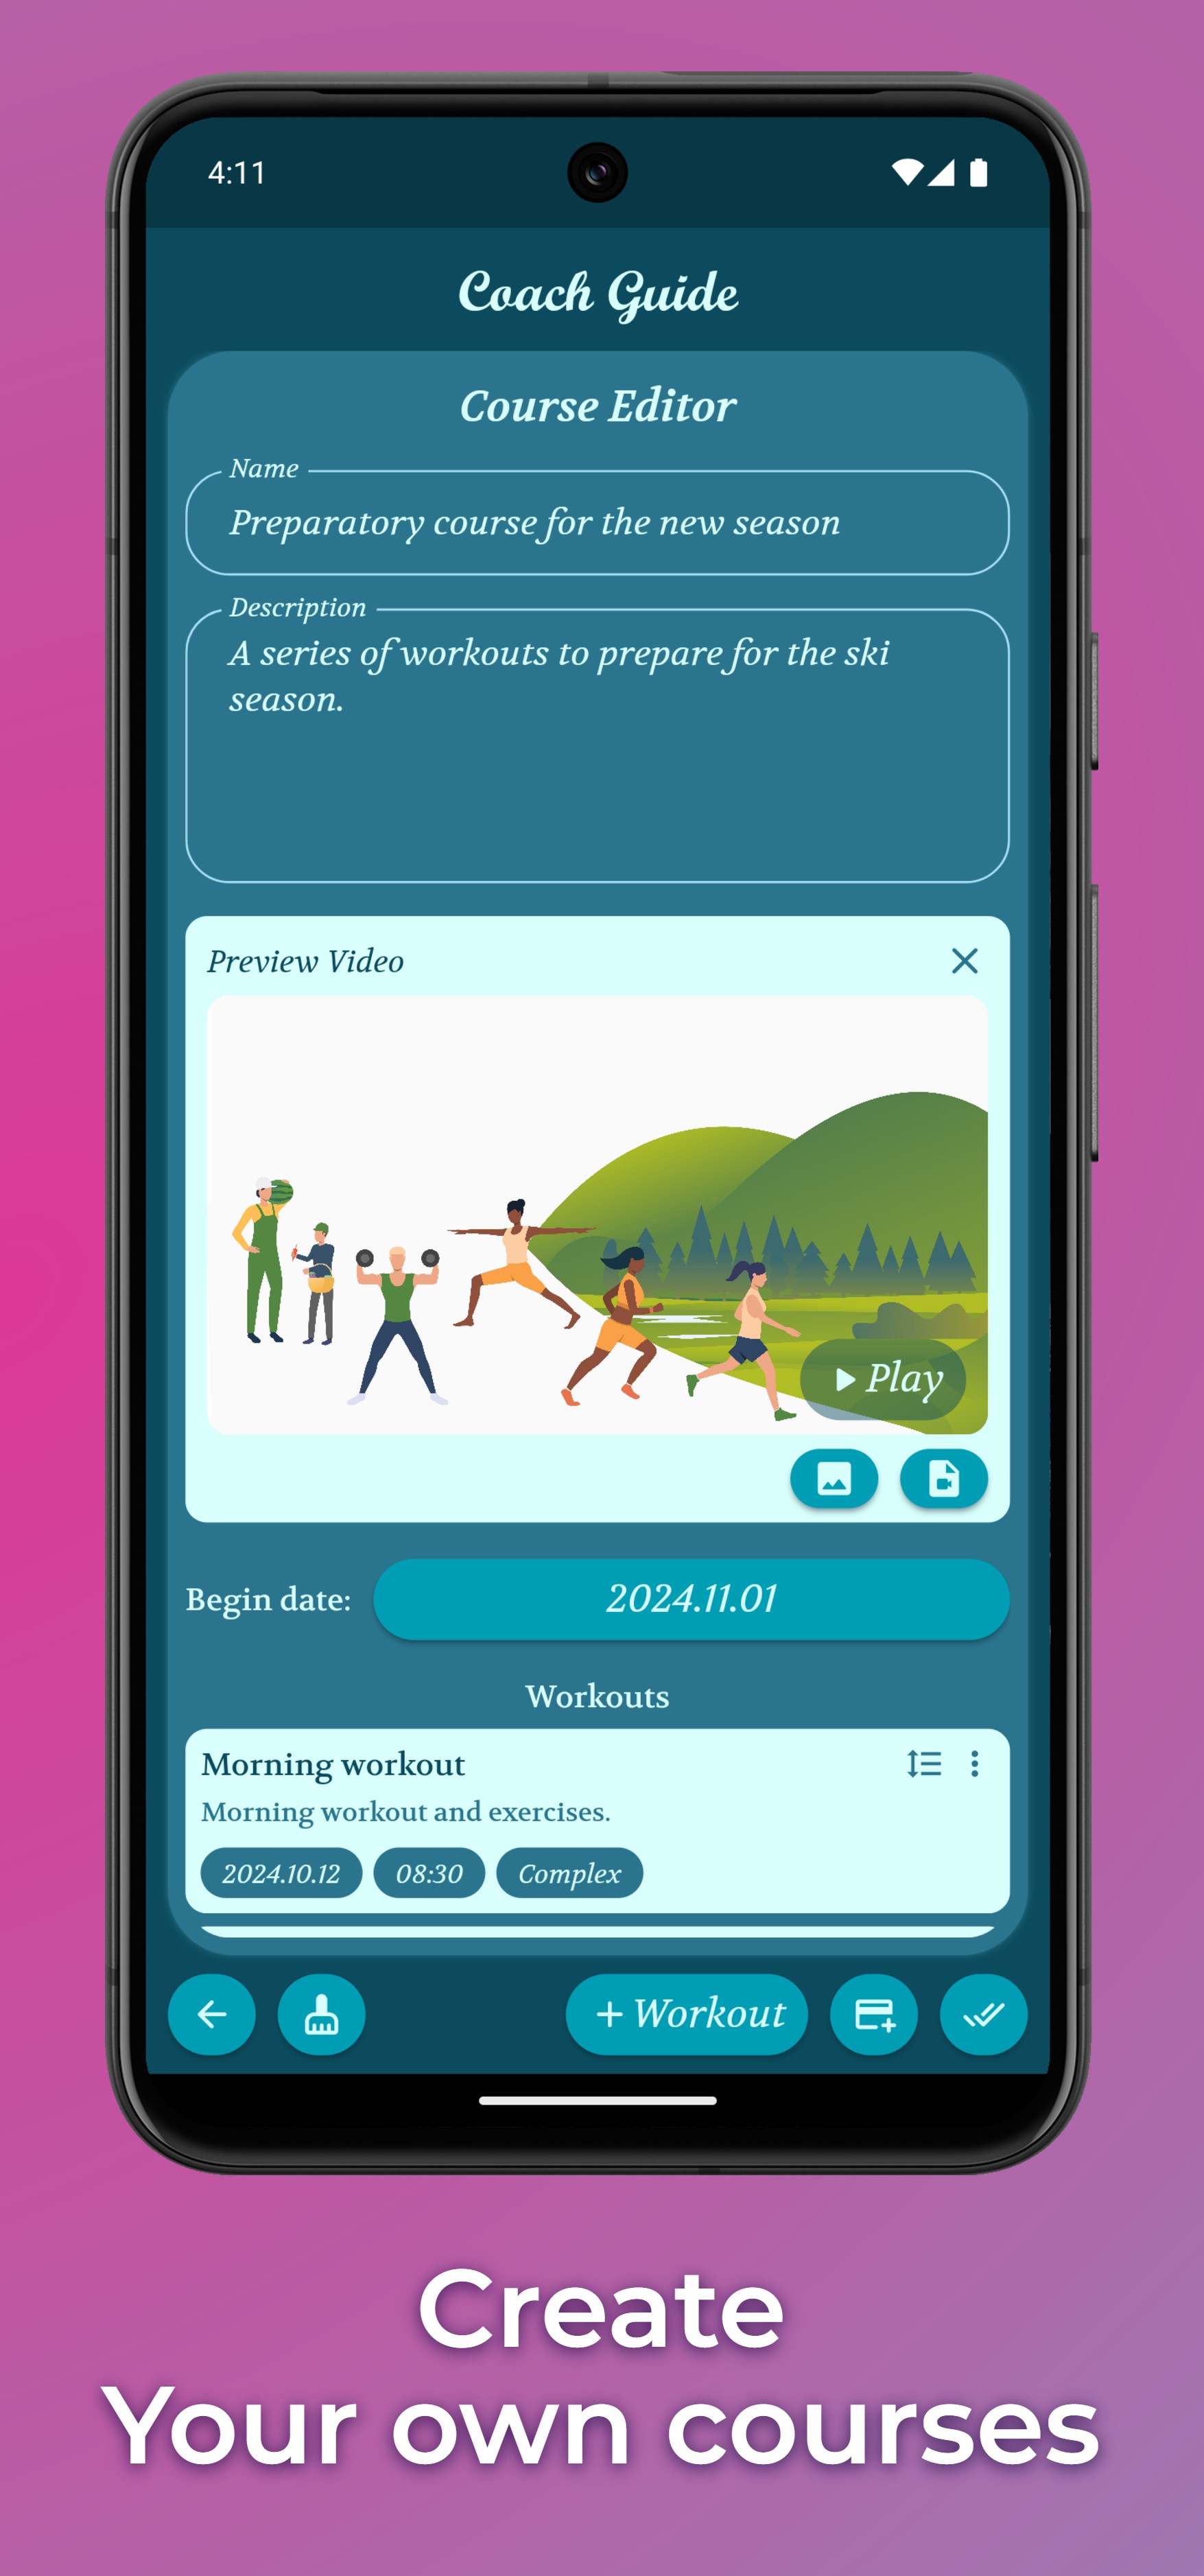 4:11
Coach Guide
Course Editor
Name
Preparatory course for the new season
Description
A series of workouts to prepare for the ski
season.
Preview Video
Play
Begin date:
2024.11.01
Workouts
Morning workout
Morning workout and exercises.
2024.10.12
08:30
Complex
+ Workout
Create
Your own courses